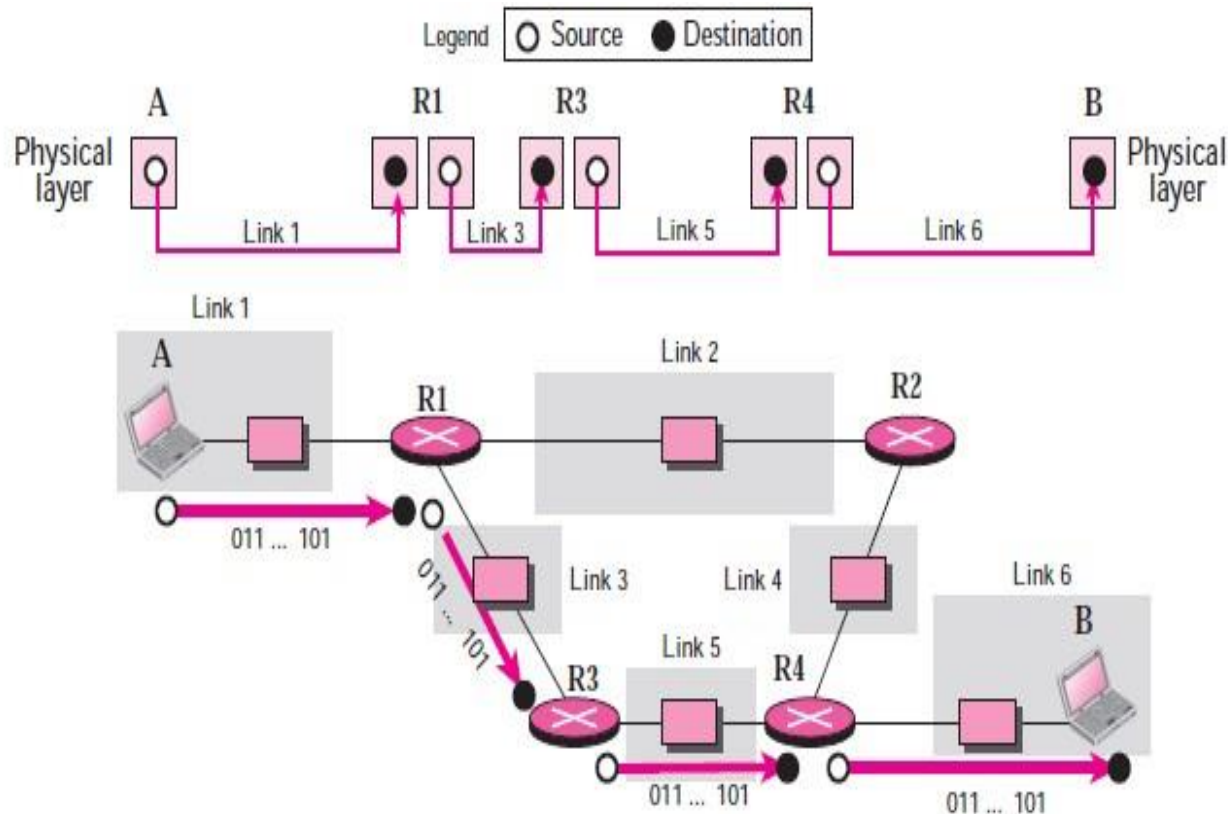 Legend Source Destination
A R1 R3 R4 B
Physical layer
Physical layer
Link 1 Link 3 Link 5 Link 6
Link 1
A
Link 2
R1
R2
011 ... 101
011 ... 101
Link 3
Link 4
Link 6
B
Link 5
R3
R4
011 ... 101
011 ... 101